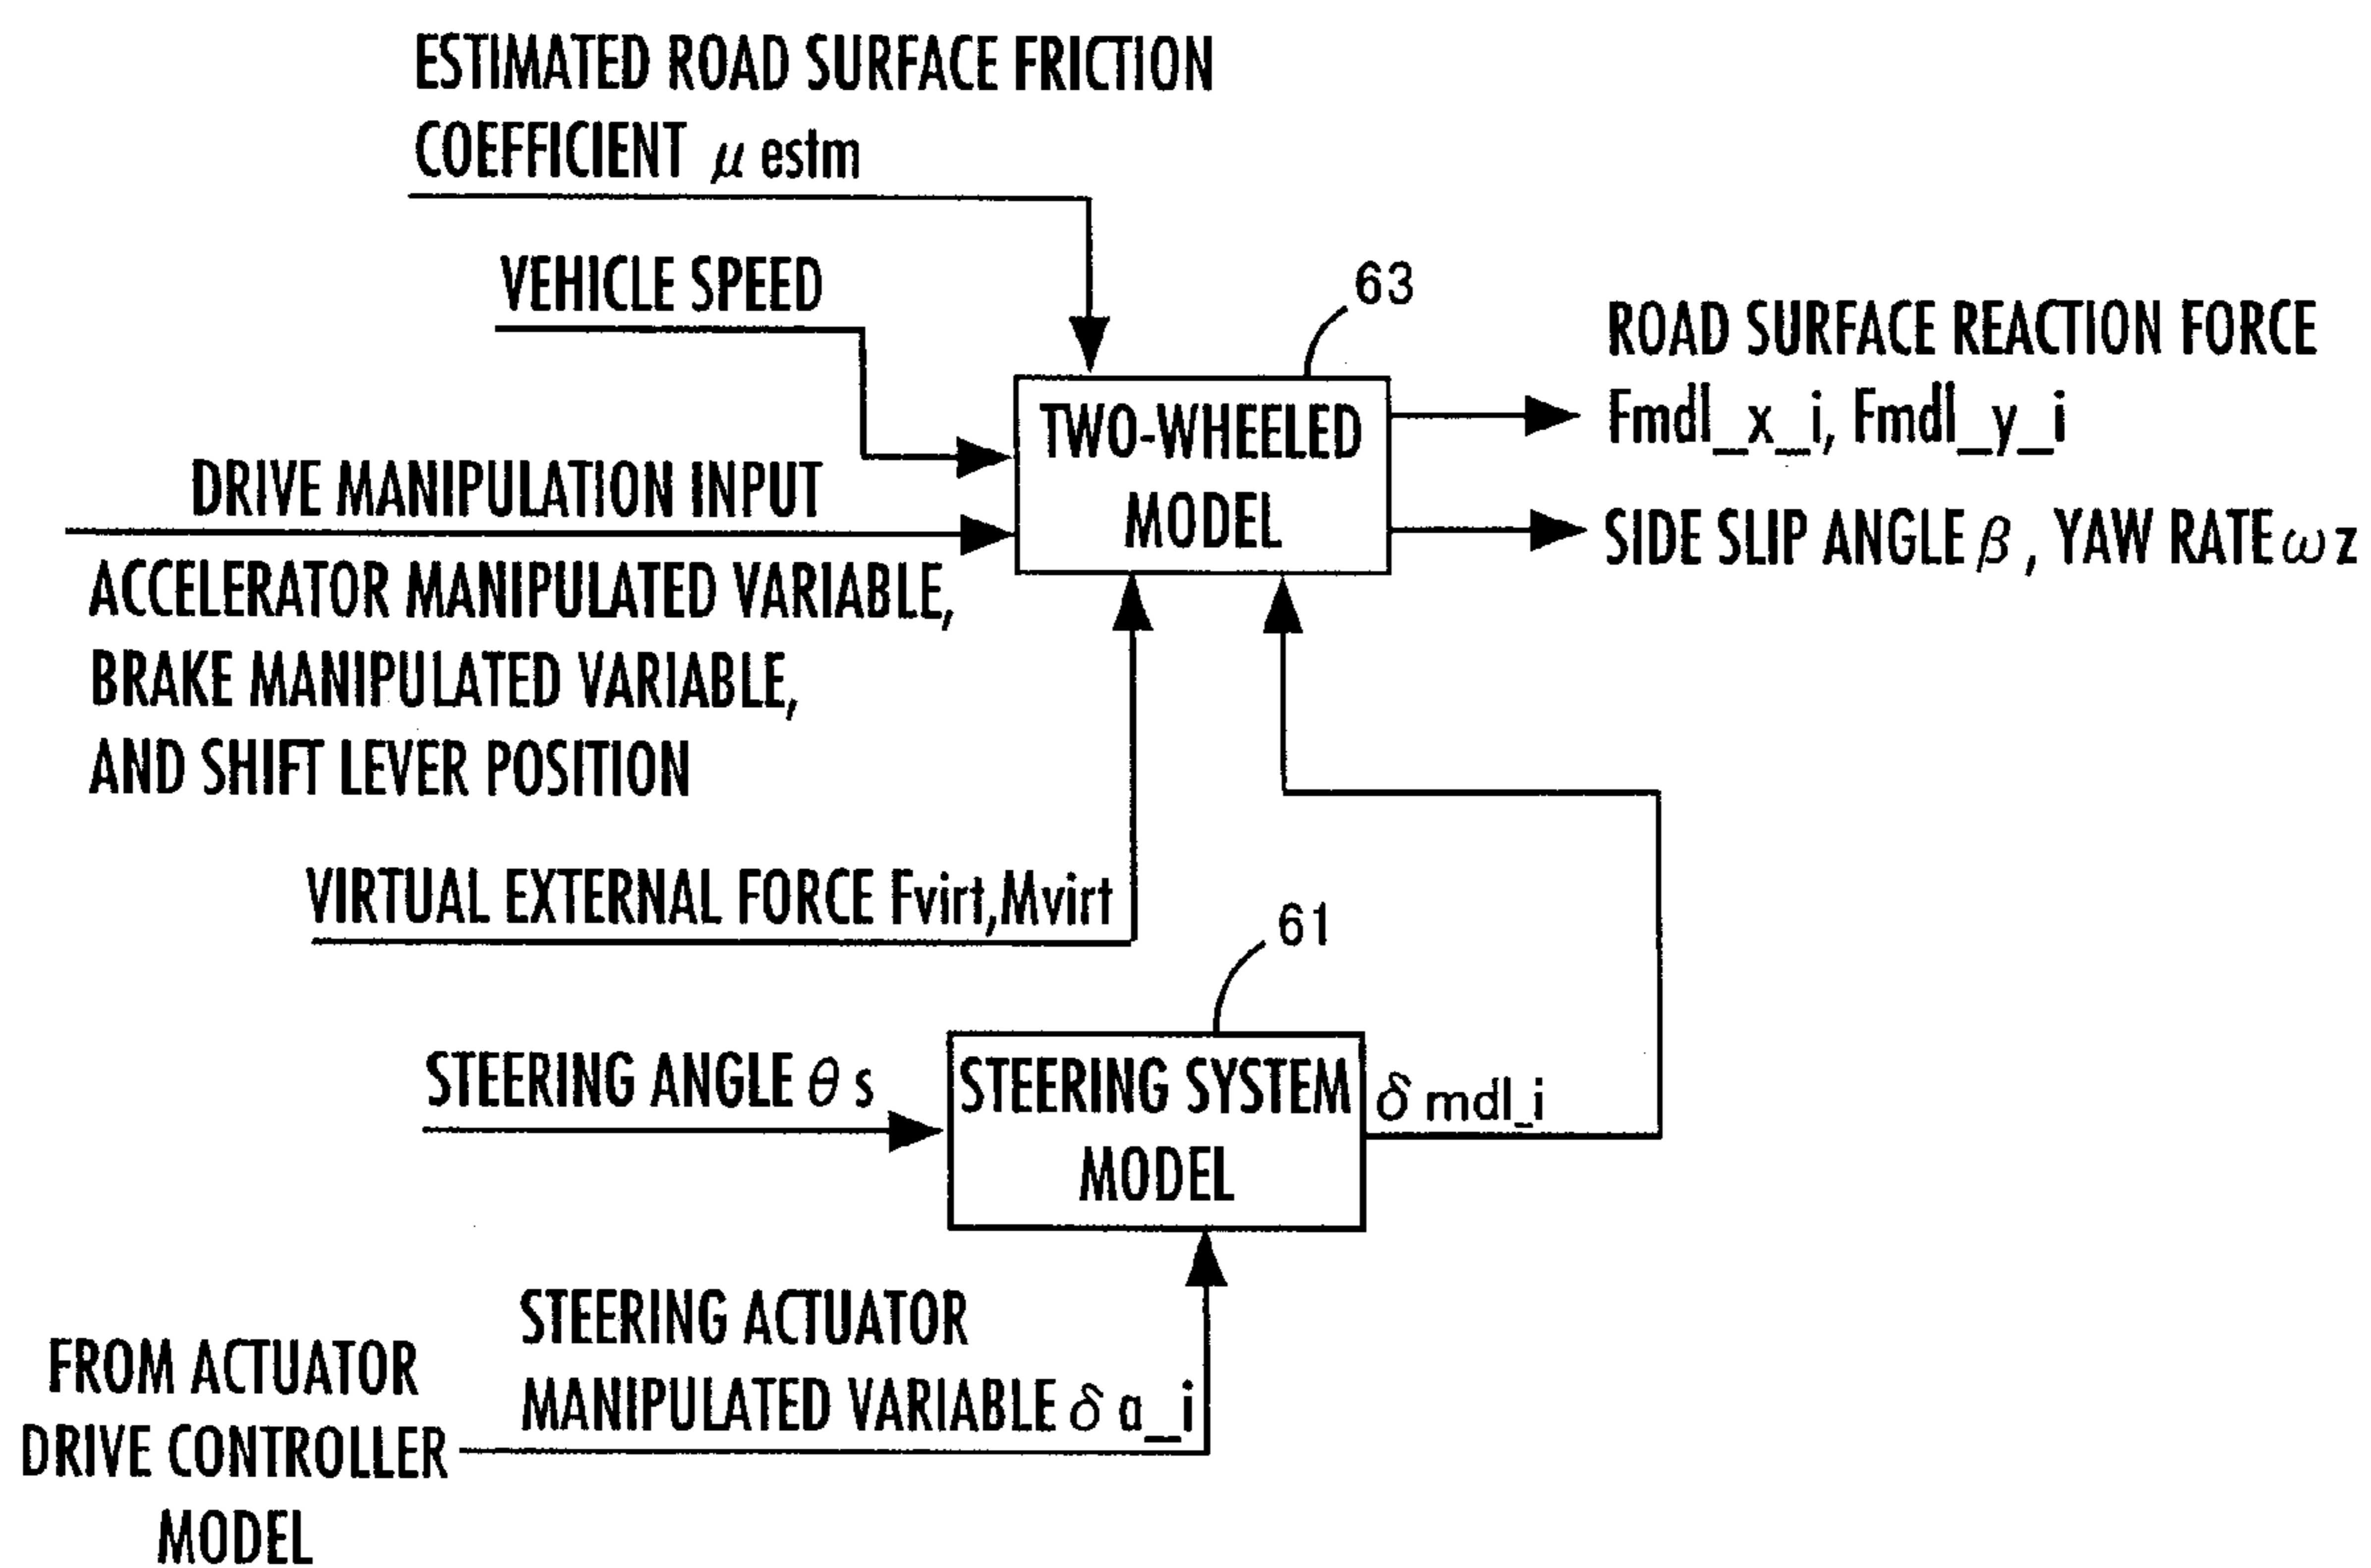 ESTIMATED ROAD SURFACE FRICTION
COEFFICIENT μ estm
VEHICLE SPEED
63
ROAD SURFACE REACTION FORCE
Fmdl_x_i, Fmdl_y_i
TWO-WHEELED
MODEL
DRIVE MANIPULATION INPUT
SIDE SLIP ANGLE β, YAW RATE ωz
ACCELERATOR MANIPULATED VARIABLE,
BRAKE MANIPULATED VARIABLE,
AND SHIFT LEVER POSITION
VIRTUAL EXTERNAL FORCE Fvirt,Mvirt
61
STEERING ANGLE θ s
STEERING SYSTEM
MODEL
δ mdl_i
STEERING ACTUATOR
MANIPULATED VARIABLE δ a_i
FROM ACTUATOR
DRIVE CONTROLLER
MODEL